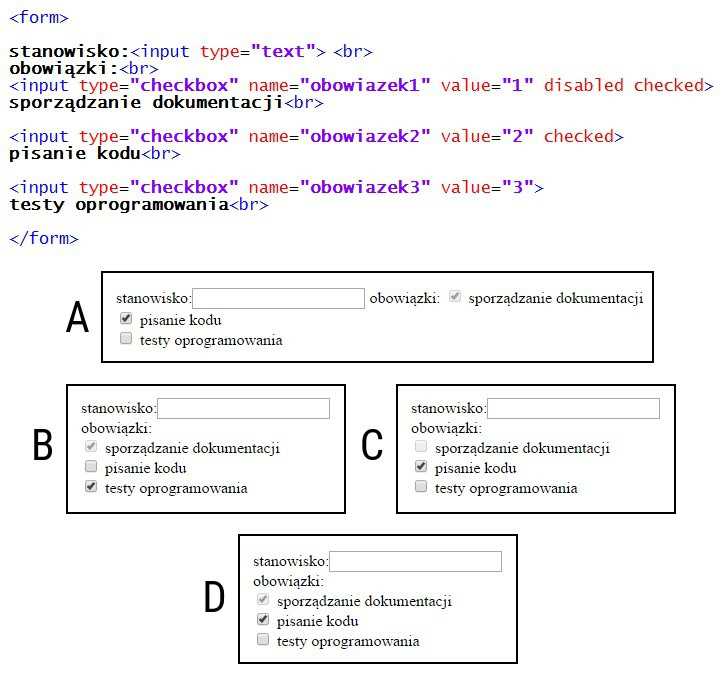 <form>
stanowisko:<input type="text"> <br>
obowiązki:<br>
<input type="checkbox" name="obowiazek1" value="1" disabled checked>
sporządzanie dokumentacji<br>
<input type="checkbox" name="obowiazek2" value="2" checked>
pisanie kodu<br>
<input type="checkbox" name="obowiazek3" value="3">
testy oprogramowania<br>
</form>
A
stanowisko: obowiązki: sporządzanie dokumentacji
pisanie kodu
testy oprogramowania
B
stanowisko:
obowiązki:
sporządzanie dokumentacji
pisanie kodu
testy oprogramowania
C
stanowisko:
obowiązki:
sporządzanie dokumentacji
pisanie kodu
testy oprogramowania
D
stanowisko:
obowiązki:
sporządzanie dokumentacji
pisanie kodu
testy oprogramowania